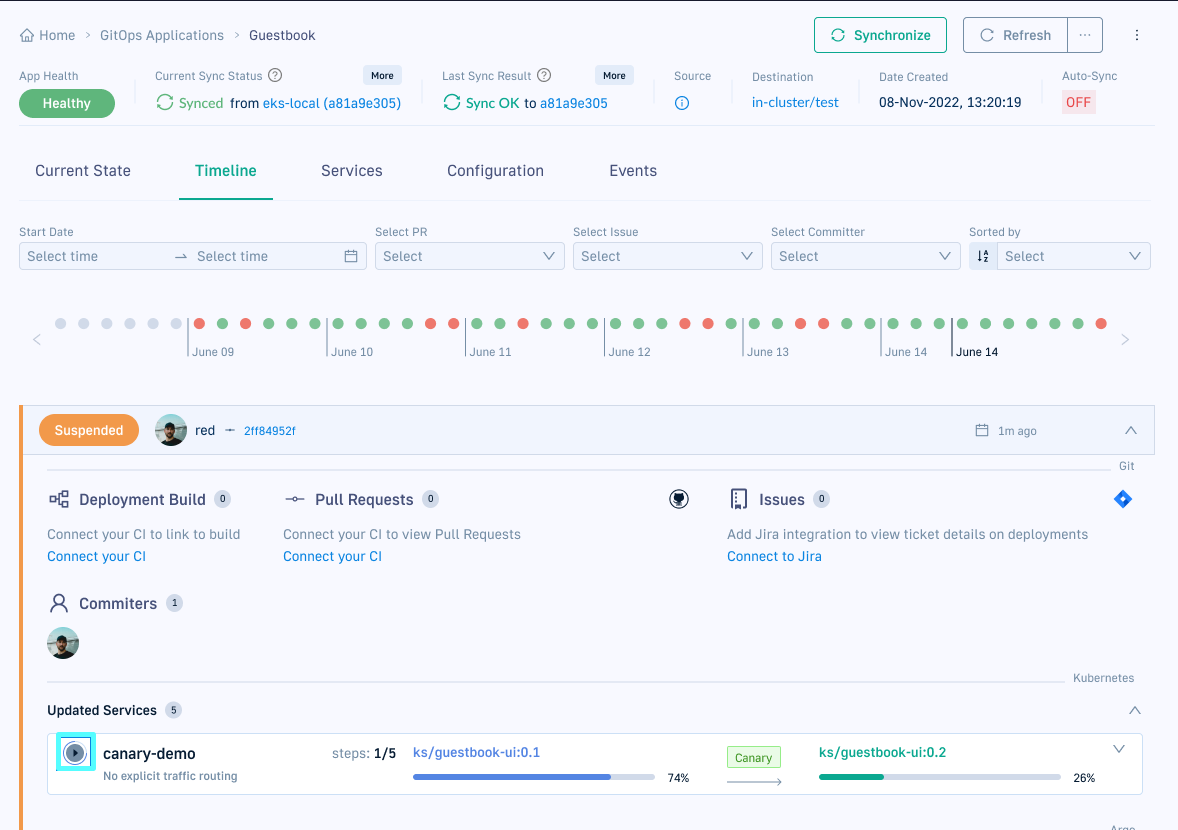 Home > GitOps Applications > Guestbook
Synchronize
Refresh
App Health
Healthy
Current Sync Status
More
Synced from eks-local (a81a9e305)
Last Sync Result
More
Sync OK to a81a9e305
Source
Destination
in-cluster/test
Date Created
08-Nov-2022, 13:20:19
Auto-Sync
OFF
Current State
Timeline
Services
Configuration
Events
Start Date
Select time → Select time
Select PR
Select
Select Issue
Select
Select Committer
Select
Sorted by
Select
June 09
June 10
June 11
June 12
June 13
June 14
June 14
Suspended
red
2ff84952f
1m ago
Git
Deployment Build 0
Connect your CI to link to build
Connect your CI
Pull Requests 0
Connect your CI to view Pull Requests
Connect your CI
Issues 0
Add Jira integration to view ticket details on deployments
Connect to Jira
Commiters 1
Kubernetes
Updated Services 5
canary-demo
No explicit traffic routing
steps: 1/5
ks/guestbook-ui:0.1
74%
Canary
ks/guestbook-ui:0.2
26%